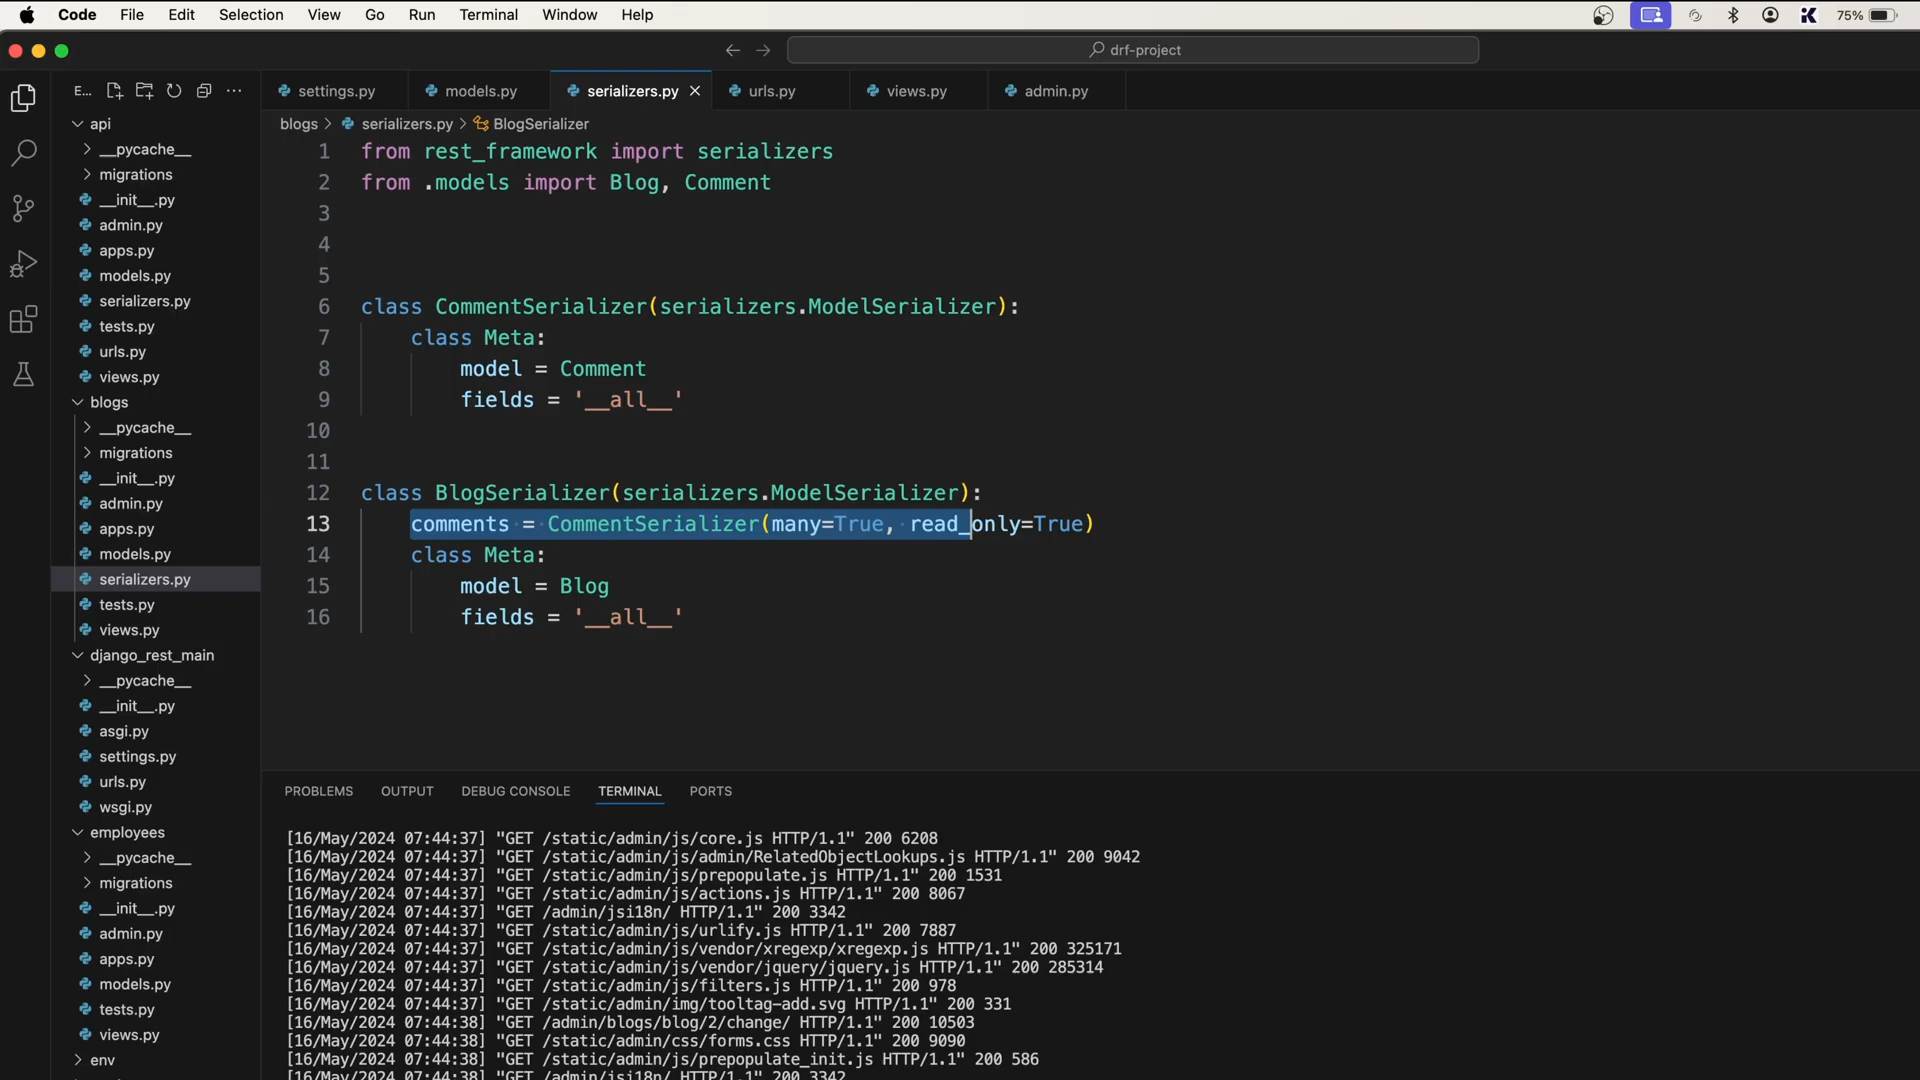 Code File Edit Selection View Go Run Terminal Window Help 75%
drf-project
E...
settings.py models.py serializers.py urls.py views.py admin.py
blogs > serializers.py > BlogSerializer
api
__pycache__
migrations
__init__.py
admin.py
apps.py
models.py
serializers.py
tests.py
urls.py
views.py
blogs
__pycache__
migrations
__init__.py
admin.py
apps.py
models.py
serializers.py
tests.py
views.py
django_rest_main
__pycache__
__init__.py
asgi.py
settings.py
urls.py
wsgi.py
employees
__pycache__
migrations
__init__.py
admin.py
apps.py
models.py
tests.py
views.py
env
1 from rest_framework import serializers
2 from .models import Blog, Comment
3
4
5
6 class CommentSerializer(serializers.ModelSerializer):
7 class Meta:
8 model = Comment
9 fields = '__all__'
10
11
12 class BlogSerializer(serializers.ModelSerializer):
13 comments = CommentSerializer(many=True, read_only=True)
14 class Meta:
15 model = Blog
16 fields = '__all__'
PROBLEMS OUTPUT DEBUG CONSOLE TERMINAL PORTS
[16/May/2024 07:44:37] "GET /static/admin/js/core.js HTTP/1.1" 200 6208
[16/May/2024 07:44:37] "GET /static/admin/js/admin/RelatedObjectLookups.js HTTP/1.1" 200 9042
[16/May/2024 07:44:37] "GET /static/admin/js/prepopulate.js HTTP/1.1" 200 1531
[16/May/2024 07:44:37] "GET /static/admin/js/actions.js HTTP/1.1" 200 8067
[16/May/2024 07:44:37] "GET /admin/jsi18n/ HTTP/1.1" 200 3342
[16/May/2024 07:44:37] "GET /static/admin/js/urlify.js HTTP/1.1" 200 7887
[16/May/2024 07:44:37] "GET /static/admin/js/vendor/xregexp/xregexp.js HTTP/1.1" 200 325171
[16/May/2024 07:44:37] "GET /static/admin/js/vendor/jquery/jquery.js HTTP/1.1" 200 285314
[16/May/2024 07:44:37] "GET /static/admin/js/filters.js HTTP/1.1" 200 978
[16/May/2024 07:44:37] "GET /static/admin/img/tooltag-add.svg HTTP/1.1" 200 331
[16/May/2024 07:44:38] "GET /admin/blogs/blog/2/change/ HTTP/1.1" 200 10503
[16/May/2024 07:44:38] "GET /static/admin/css/forms.css HTTP/1.1" 200 9090
[16/May/2024 07:44:38] "GET /static/admin/js/prepopulate_init.js HTTP/1.1" 200 586
[16/May/2024 07:44:38] "GET /admin/jsi18n/ HTTP/1.1" 200 3342